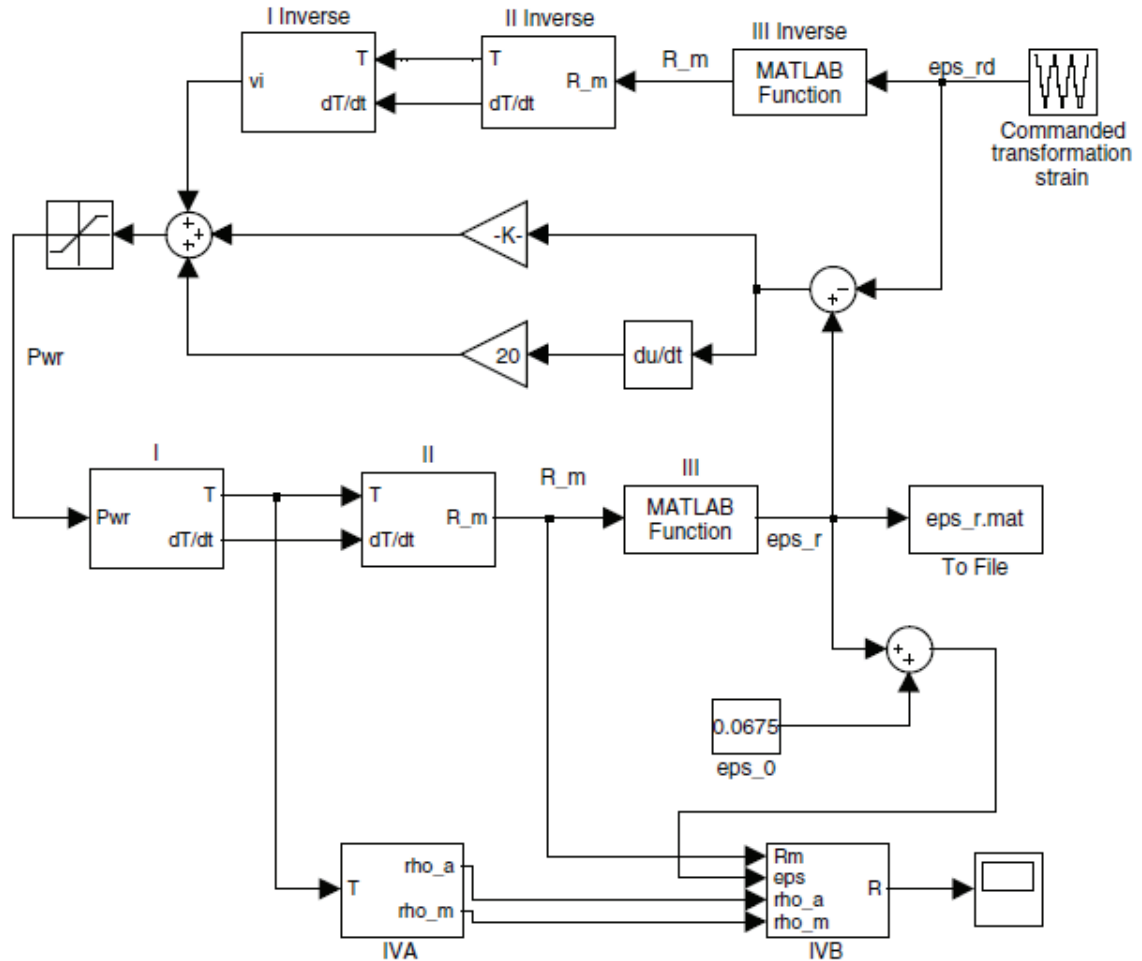 I Inverse
II Inverse
III Inverse
T
vi
dT/dt
T
R_m
dT/dt
R_m
MATLAB
Function
eps_rd
Commanded
transformation
strain
+
+
+
-K-
−
+
20
du/dt
Pwr
I
T
Pwr
dT/dt
II
T
R_m
dT/dt
R_m
III
MATLAB
Function
eps_r
eps_r.mat
To File
+
+
0.0675
eps_0
rho_a
T
rho_m
IVA
Rm
eps
R
rho_a
rho_m
IVB